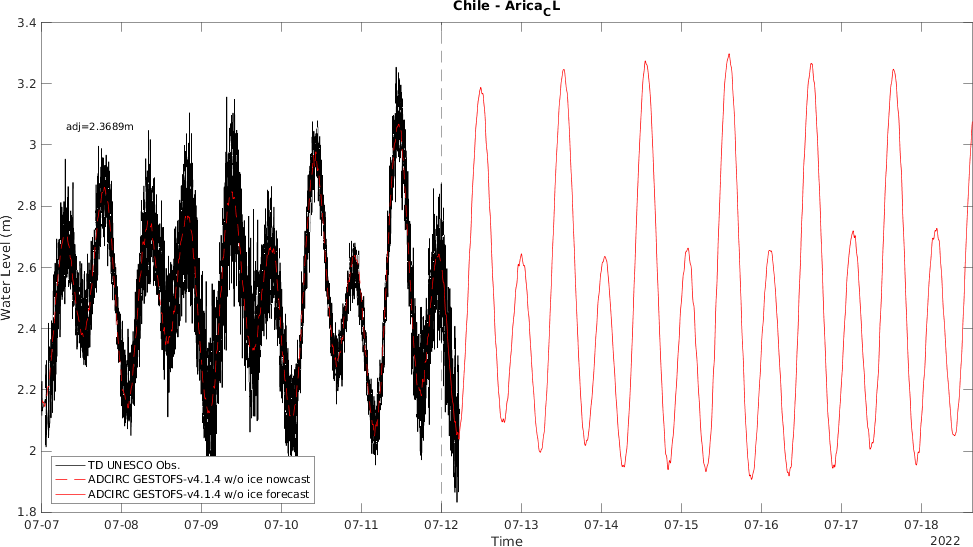 Chile - Arica_CL
adj=2.3689m
3.4
3.2
3
2.8
2.6
2.4
2.2
2
1.8
Water Level (m)
TD UNESCO Obs.
ADCIRC GESTOFS-v4.1.4 w/o ice nowcast
ADCIRC GESTOFS-v4.1.4 w/o ice forecast
07-07 07-08 07-09 07-10 07-11 07-12 07-13 07-14 07-15 07-16 07-17 07-18
Time
2022